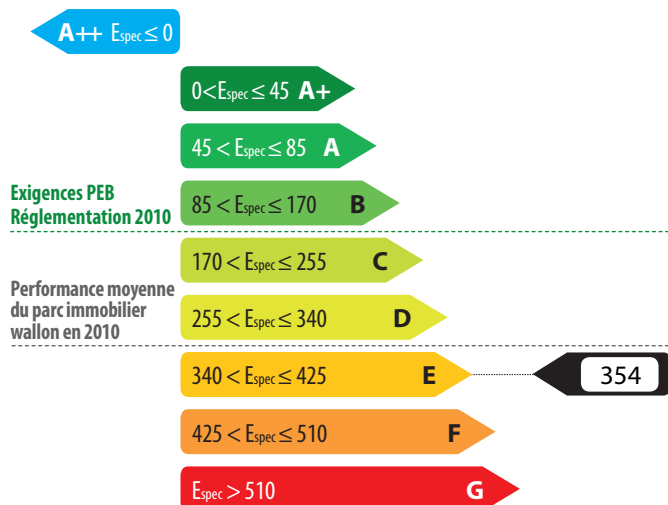 A++ Espec ≤ 0
0<Espec ≤ 45 A+
45 < Espec ≤ 85 A
Exigences PEB
Réglementation 2010
85 < Espec ≤ 170 B
170 < Espec ≤ 255 C
Performance moyenne
du parc immobilier
wallon en 2010
255 < Espec ≤ 340 D
340 < Espec ≤ 425 E
354
425 < Espec ≤ 510 F
Espec > 510 G